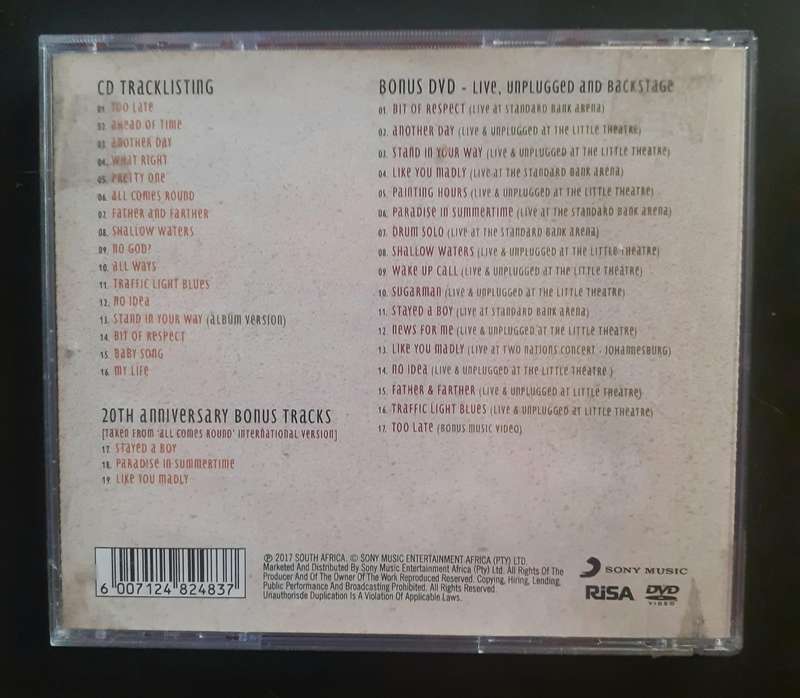 CD TRACKLISTING
01. TOO LATE
02. AHEAD OF TIME
03. ANOTHER DAY
04. WHAT RIGHT
05. PRETTY ONE
06. ALL COMES ROUND
07. FATHER AND FARTHER
08. SHALLOW WATERS
09. NO GOD?
10. ALL WAYS
11. TRAFFIC LIGHT BLUES
12. NO IDEA
13. STAND IN YOUR WAY (ALBUM VERSION)
14. BIT OF RESPECT
15. BABY SONG
16. MY LIFE
20TH ANNIVERSARY BONUS TRACKS
[TAKEN FROM 'ALL COMES ROUND' INTERNATIONAL VERSION]
17. STAYED A BOY
18. PARADISE IN SUMMERTIME
19. LIKE YOU MADLY
BONUS DVD - LIVE, UNPLUGGED AND BACKSTAGE
01. BIT OF RESPECT (LIVE AT STANDARD BANK ARENA)
02. ANOTHER DAY (LIVE & UNPLUGGED AT THE LITTLE THEATRE)
03. STAND IN YOUR WAY (LIVE & UNPLUGGED AT THE LITTLE THEATRE)
04. LIKE YOU MADLY (LIVE AT THE STANDARD BANK ARENA)
05. PAINTING HOURS (LIVE & UNPLUGGED AT THE LITTLE THEATRE)
06. PARADISE IN SUMMERTIME (LIVE AT THE STANDARD BANK ARENA)
07. DRUM SOLO (LIVE AT THE STANDARD BANK ARENA)
08. SHALLOW WATERS (LIVE & UNPLUGGED AT THE LITTLE THEATRE)
09. WAKE UP CALL (LIVE & UNPLUGGED AT THE LITTLE THEATRE)
10. SUGARMAN (LIVE & UNPLUGGED AT THE LITTLE THEATRE)
11. STAYED A BOY (LIVE AT STANDARD BANK ARENA)
12. NEWS FOR ME (LIVE & UNPLUGGED AT THE LITTLE THEATRE)
13. LIKE YOU MADLY (LIVE AT TWO NATIONS CONCERT - JOHANNESBURG)
14. NO IDEA (LIVE & UNPLUGGED AT THE LITTLE THEATRE )
15. FATHER & FARTHER (LIVE & UNPLUGGED AT LITTLE THEATRE)
16. TRAFFIC LIGHT BLUES (LIVE & UNPLUGGED AT LITTLE THEATRE)
17. TOO LATE (BONUS MUSIC VIDEO)
6 007124 824837
℗ 2017 SOUTH AFRICA. © SONY MUSIC ENTERTAINMENT AFRICA (PTY) LTD.
Marketed And Distributed By Sony Music Entertainment Africa (Pty) Ltd. All Rights Of The
Producer And Of The Owner Of The Work Reproduced Reserved. Copying, Hiring, Lending,
Public Performance And Broadcasting Prohibited. All Rights Reserved.
Unauthorisde Duplication Is A Violation Of Applicable Laws.
SONY MUSIC
RiSA
DVD
VIDEO